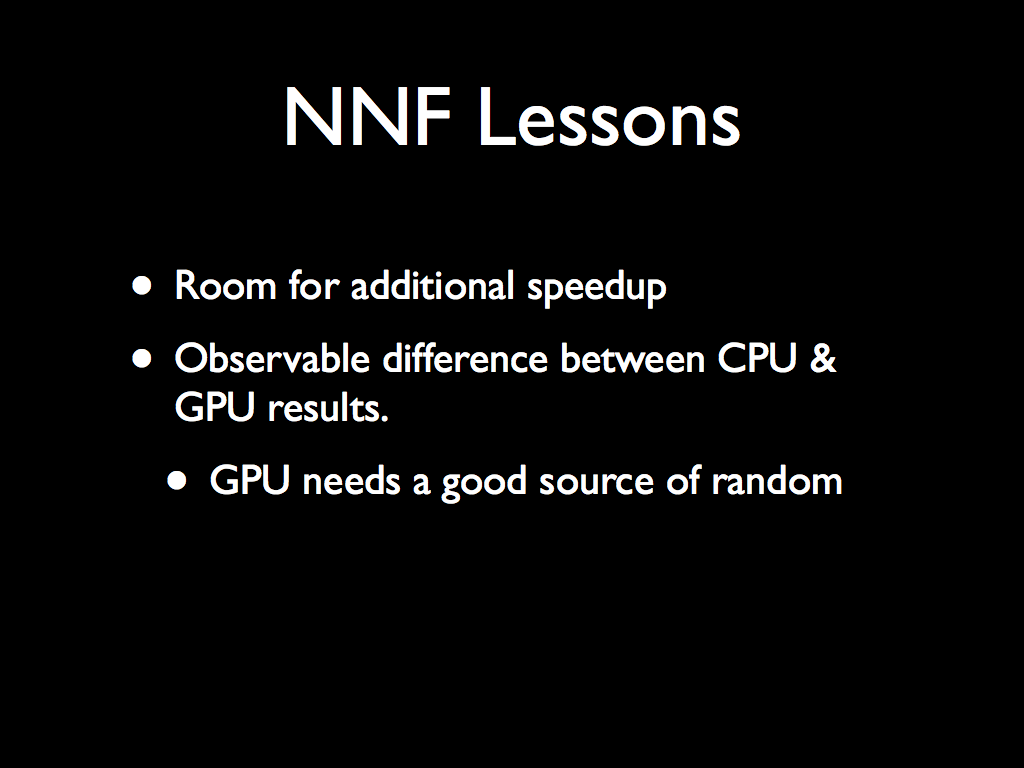 NNF Lessons
• Room for additional speedup
• Observable difference between CPU &
GPU results.
• GPU needs a good source of random